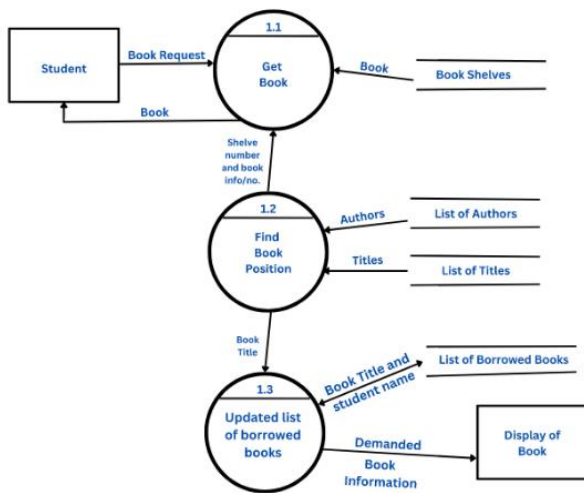 1.1
Student
Book Request
Get
Book
Book
Book Shelves
Book
Shelve
number
and book
info/no.
1.2
Find
Book
Position
Authors
List of Authors
Titles
List of Titles
Book
Title
1.3
Updated list
of borrowed
books
Book Title and
student name
List of Borrowed Books
Demanded
Book
Information
Display of
Book